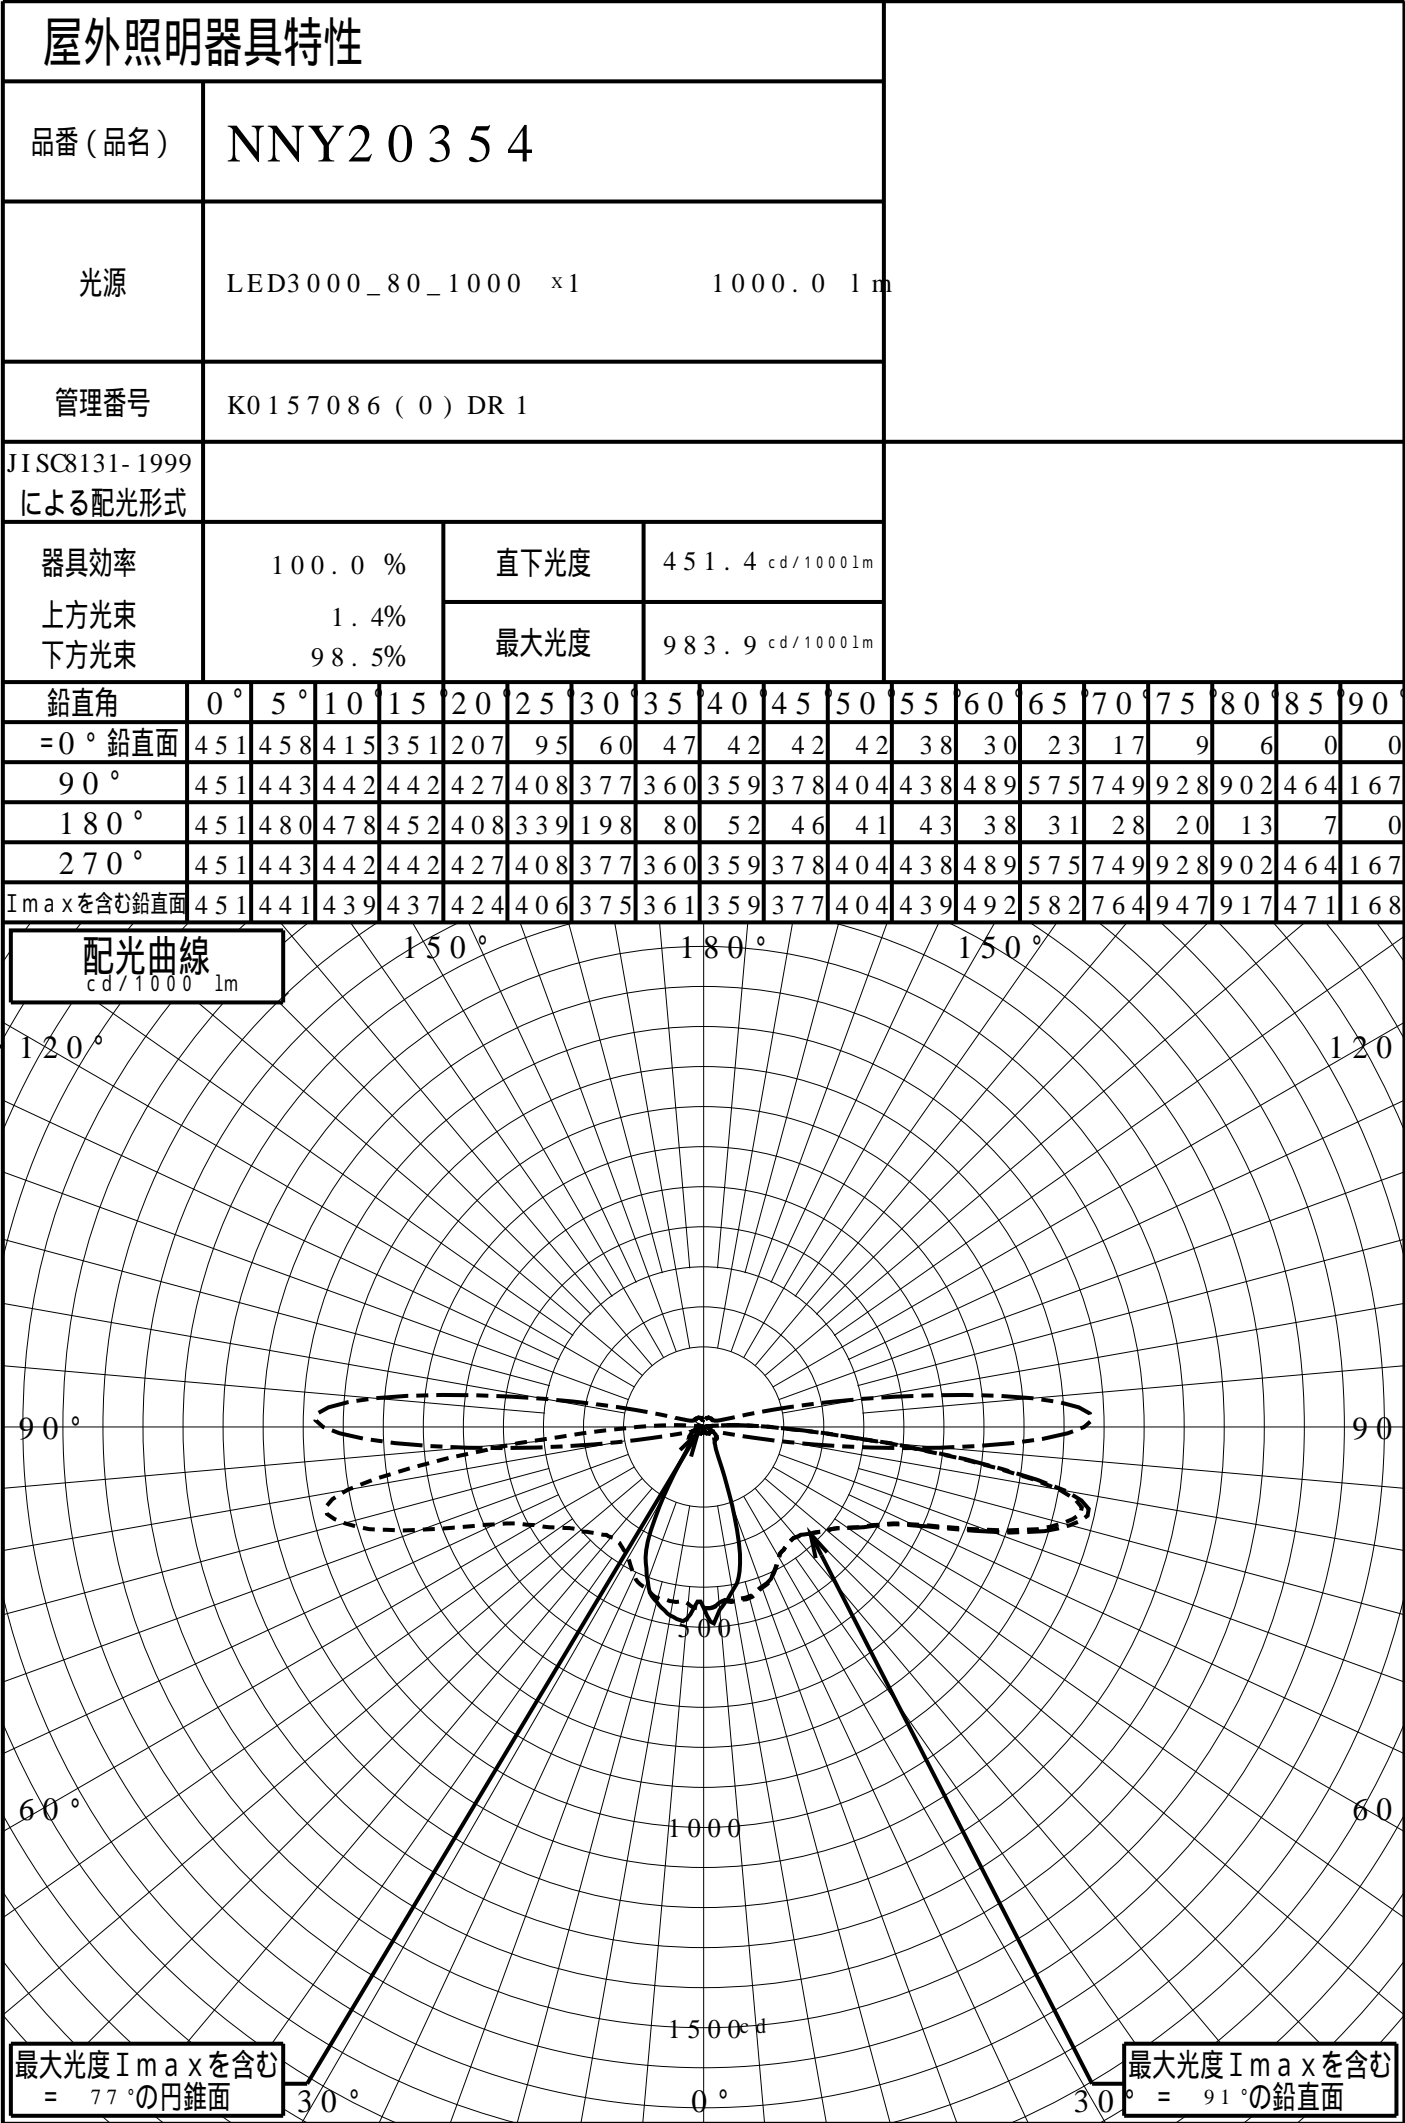 屋外照明器具特性
品番(品名) NNY20354
光源 LED3000_80_1000 x1 1000.0 lm
管理番号 K0157086(0)DR1
JISC8131-1999
による配光形式
器具効率 100.0 % 直下光度 451.4 cd/1000lm
上方光束 1.4%
下方光束 98.5% 最大光度 983.9 cd/1000lm
鉛直角 0° 5° 10° 15° 20° 25° 30° 35° 40° 45° 50° 55° 60° 65° 70° 75° 80° 85° 90
=0°鉛直面 451 458 415 351 207 95 60 47 42 42 42 38 30 23 17 9 6 0 0
90° 451 443 442 442 427 408 377 360 359 378 404 438 489 575 749 928 902 464 167
180° 451 480 478 452 408 339 198 80 52 46 41 43 38 31 28 20 13 7 0
270° 451 443 442 442 427 408 377 360 359 378 404 438 489 575 749 928 902 464 167
Imaxを含む鉛直面 451 441 439 437 424 406 375 361 359 377 404 439 492 582 764 947 917 471 168
配光曲線
cd/1000 lm
150° 180° 150°
120° 120
90° 90
500
60° 60
1000
1500cd
最大光度Imaxを含む
= 77°の円錐面
30° 0° 30°
最大光度Imaxを含む
= 91°の鉛直面